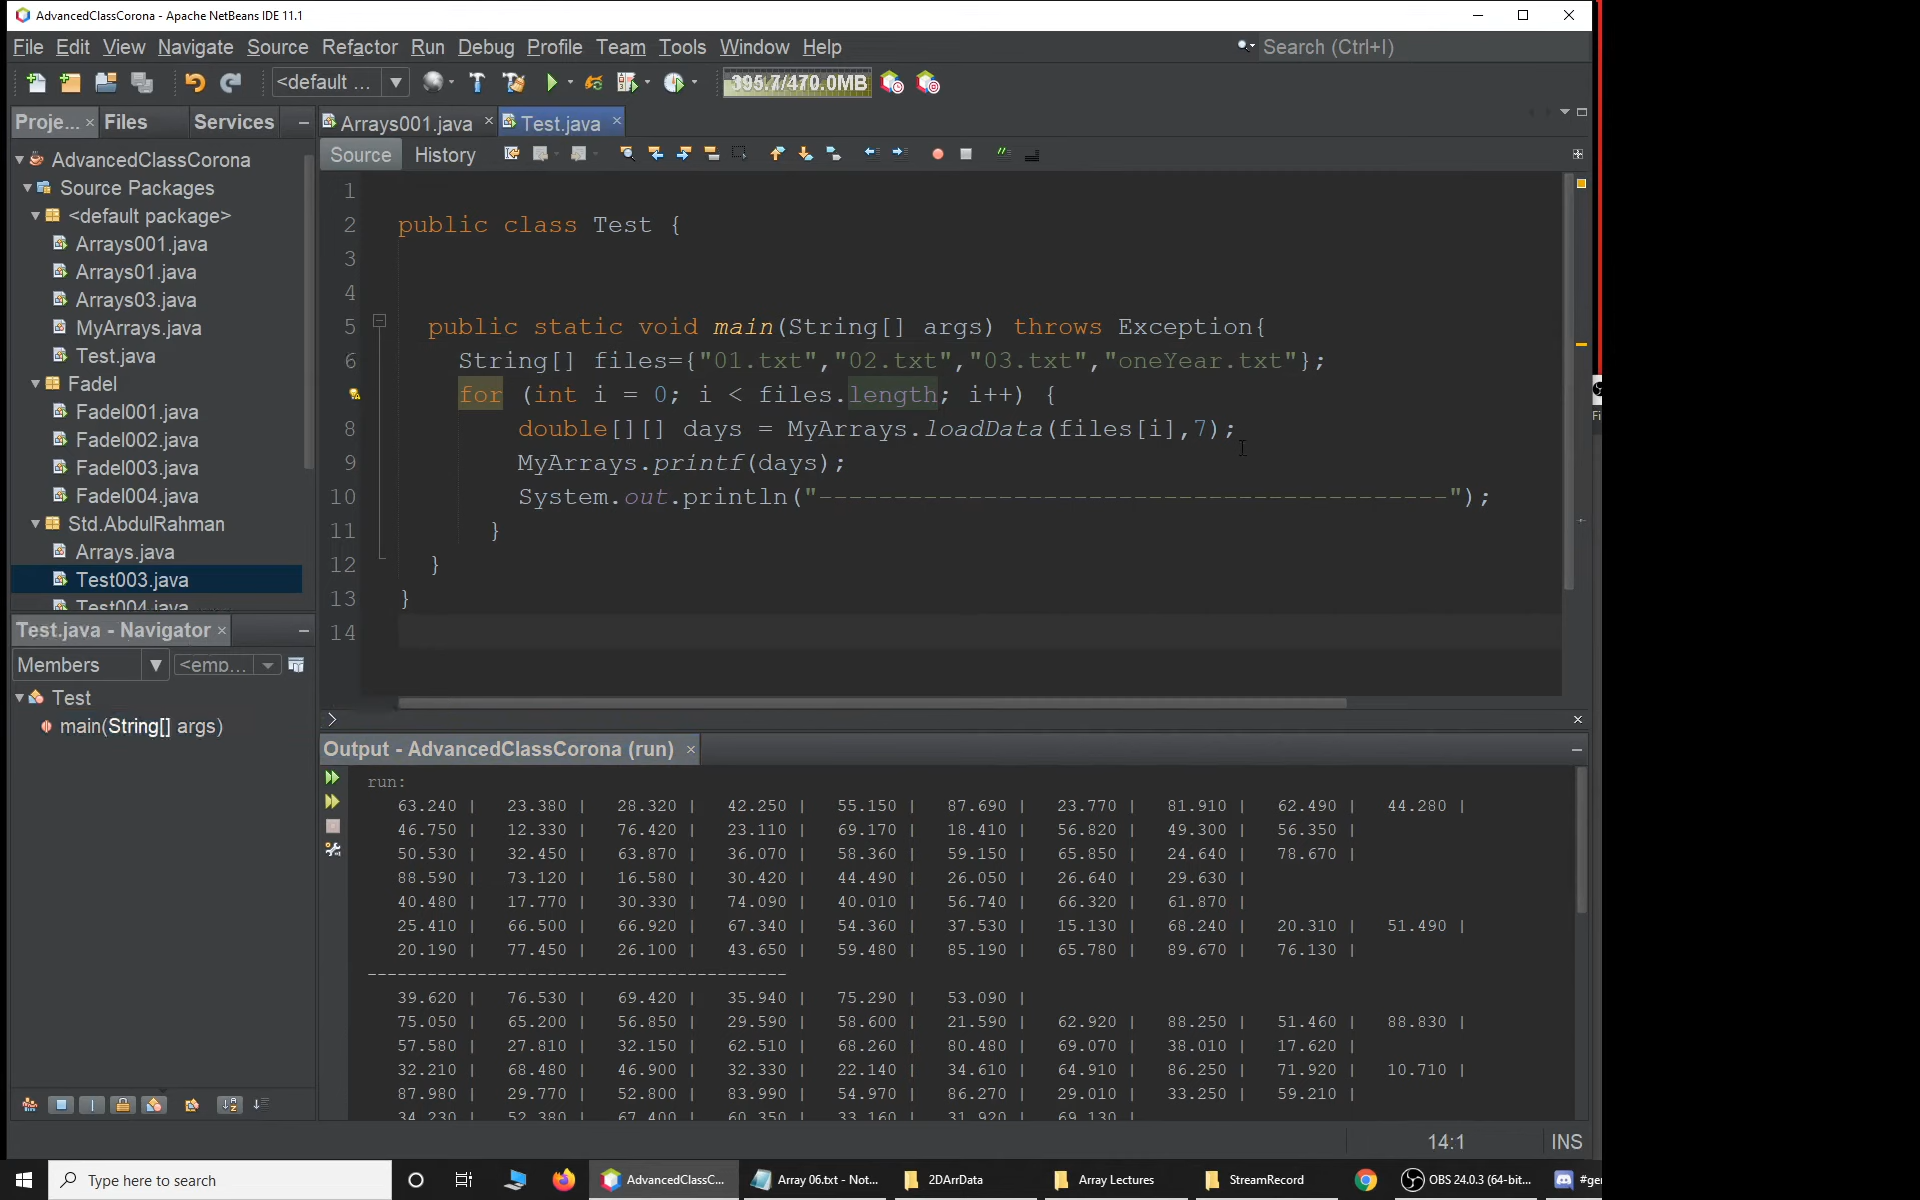 AdvancedClassCorona - Apache NetBeans IDE 11.1
File Edit View Navigate Source Refactor Run Debug Profile Team Tools Window Help
Search (Ctrl+I)
<default ...
395.7/470.0MB
Proje... × Files Services
Arrays001.java × Test.java ×
Source History
AdvancedClassCorona
Source Packages
<default package>
Arrays001.java
Arrays01.java
Arrays03.java
MyArrays.java
Test.java
Fadel
Fadel001.java
Fadel002.java
Fadel003.java
Fadel004.java
Std.AbdulRahman
Arrays.java
Test003.java
Test004.java
Test.java - Navigator ×
Members <emp...
Test
main(String[] args)
1
2 public class Test {
3
4
5 public static void main(String[] args) throws Exception{
6 String[] files={"01.txt","02.txt","03.txt","oneYear.txt"};
for (int i = 0; i < files.length; i++) {
8 double[][] days = MyArrays.loadData(files[i],7);
9 MyArrays.printf(days);
10 System.out.println("------------------------------------------");
11 }
12 }
13 }
14
Output - AdvancedClassCorona (run) ×
run:
63.240 | 23.380 | 28.320 | 42.250 | 55.150 | 87.690 | 23.770 | 81.910 | 62.490 | 44.280 |
46.750 | 12.330 | 76.420 | 23.110 | 69.170 | 18.410 | 56.820 | 49.300 | 56.350 |
50.530 | 32.450 | 63.870 | 36.070 | 58.360 | 59.150 | 65.850 | 24.640 | 78.670 |
88.590 | 73.120 | 16.580 | 30.420 | 44.490 | 26.050 | 26.640 | 29.630 |
40.480 | 17.770 | 30.330 | 74.090 | 40.010 | 56.740 | 66.320 | 61.870 |
25.410 | 66.500 | 66.920 | 67.340 | 54.360 | 37.530 | 15.130 | 68.240 | 20.310 | 51.490 |
20.190 | 77.450 | 26.100 | 43.650 | 59.480 | 85.190 | 65.780 | 89.670 | 76.130 |
------------------------------------------
39.620 | 76.530 | 69.420 | 35.940 | 75.290 | 53.090 |
75.050 | 65.200 | 56.850 | 29.590 | 58.600 | 21.590 | 62.920 | 88.250 | 51.460 | 88.830 |
57.580 | 27.810 | 32.150 | 62.510 | 68.260 | 80.480 | 69.070 | 38.010 | 17.620 |
32.210 | 68.480 | 46.900 | 32.330 | 22.140 | 34.610 | 64.910 | 86.250 | 71.920 | 10.710 |
87.980 | 29.770 | 52.800 | 83.990 | 54.970 | 86.270 | 29.010 | 33.250 | 59.210 |
34.230 | 52.380 | 67.400 | 60.350 | 33.160 | 31.920 | 69.130 |
14:1 INS
Type here to search
AdvancedClassC... Array 06.txt - Not... 2DArrData Array Lectures StreamRecord OBS 24.0.3 (64-bit... #ge